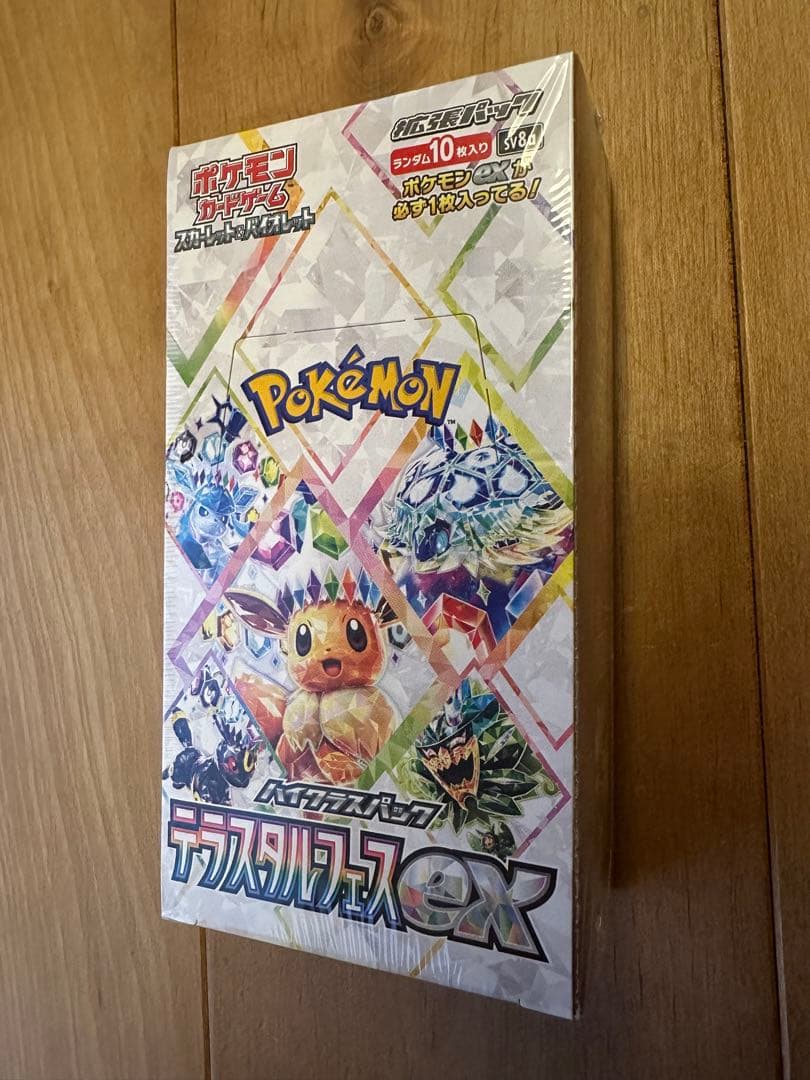 ポケモン
カードゲーム
スカーレット&バイオレット
拡張パック
ランダム10枚入り
SV8a
ポケモンexが
必ず1枚入ってる!
POKéMON
TM
ハイクラスパック
テラスタルフェスex